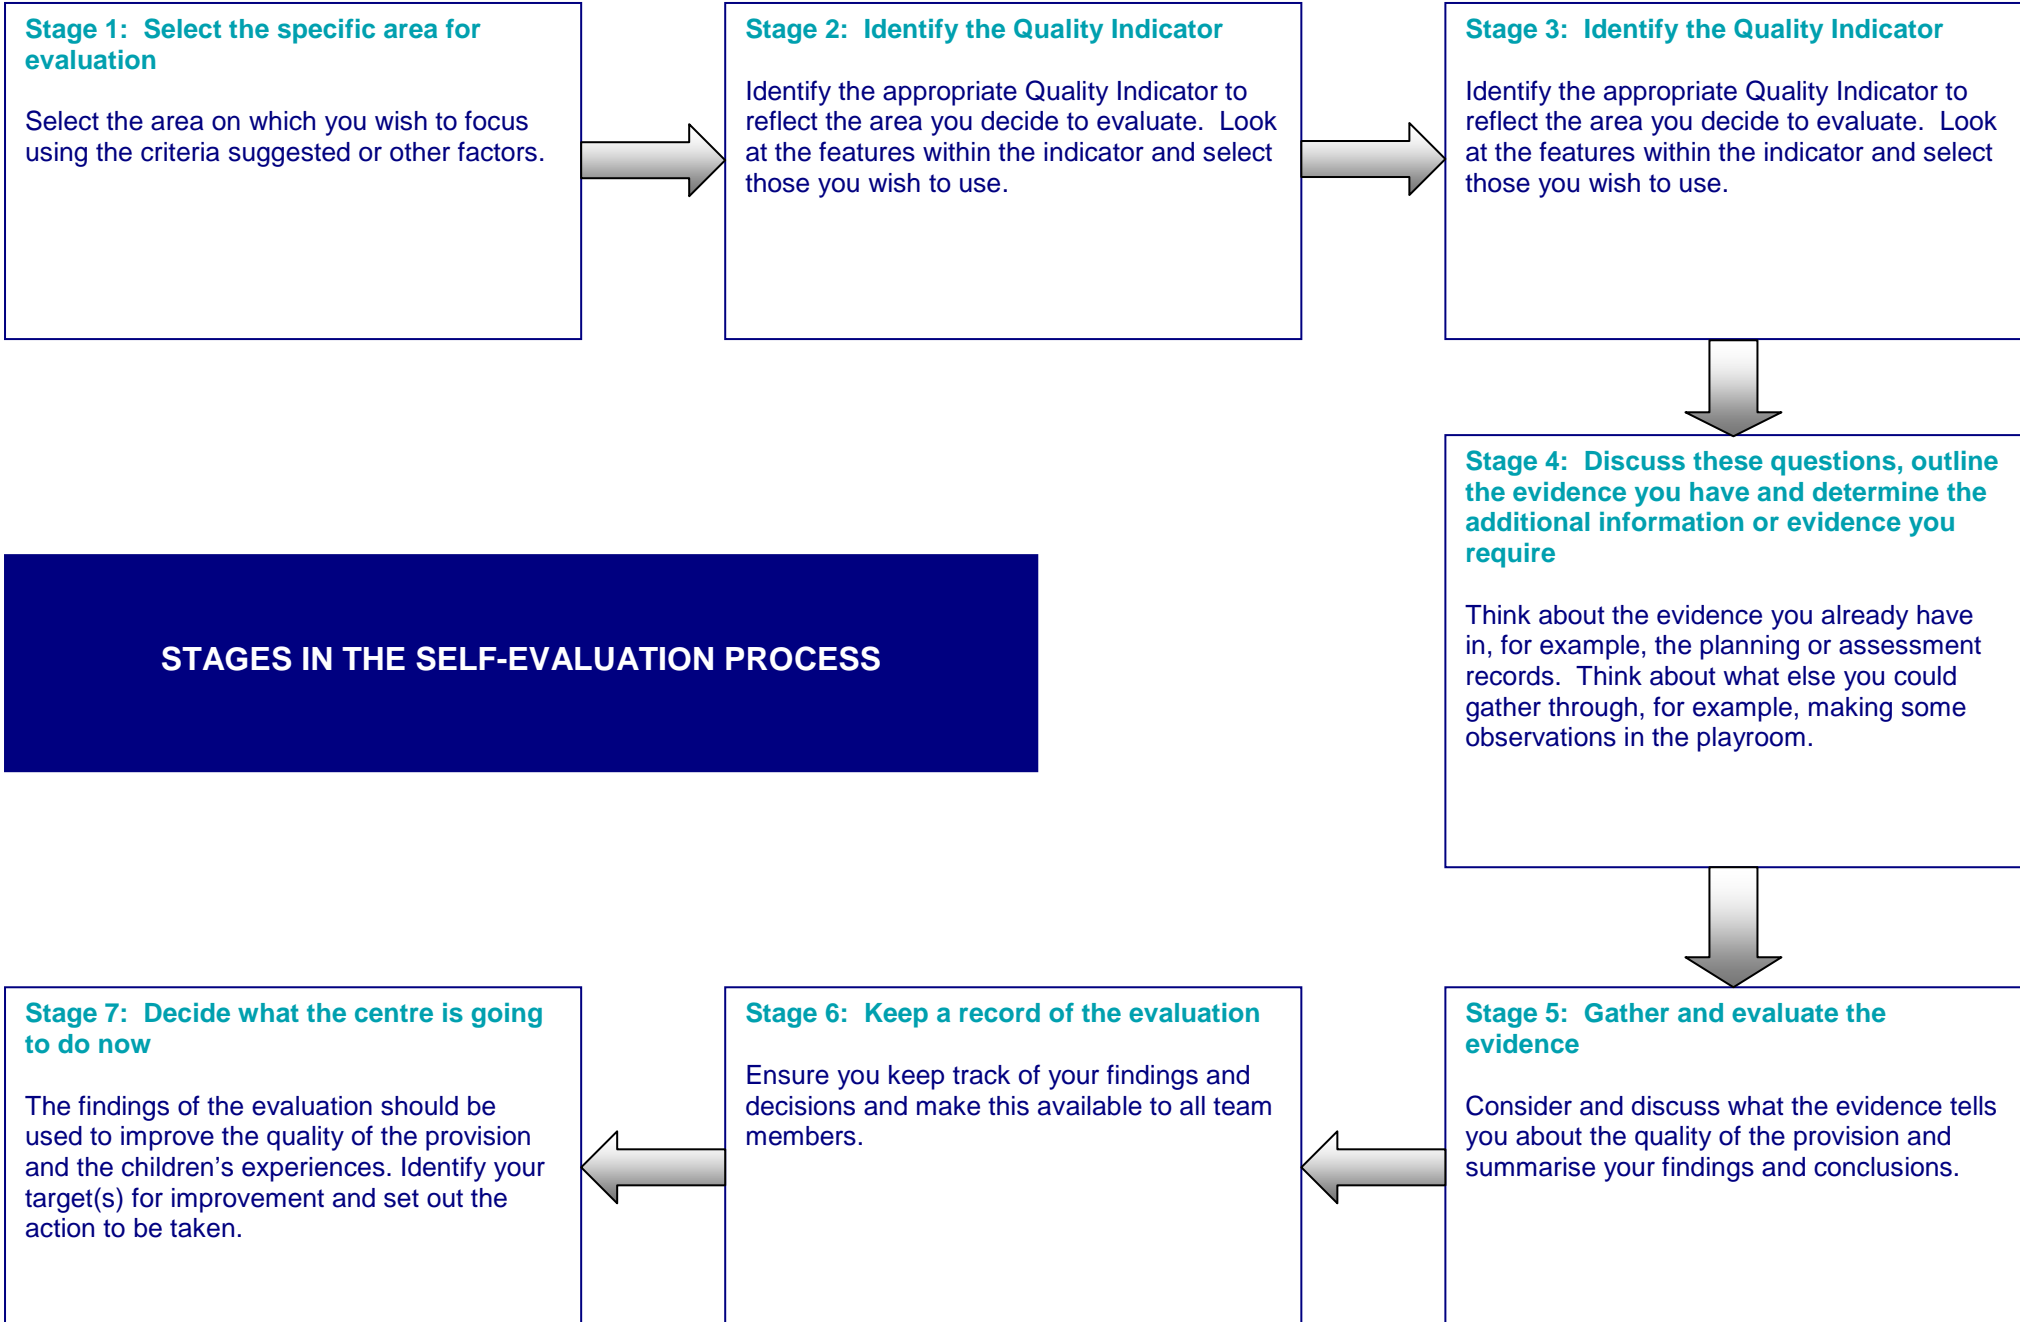 Stage 1:  Select the specific area for
evaluation
Select the area on which you wish to focus
using the criteria suggested or other factors.
Stage 2:  Identify the Quality Indicator
Identify the appropriate Quality Indicator to
reflect the area you decide to evaluate.  Look
at the features within the indicator and select
those you wish to use.
Stage 3:  Identify the Quality Indicator
Identify the appropriate Quality Indicator to
reflect the area you decide to evaluate.  Look
at the features within the indicator and select
those you wish to use.
Stage 4:  Discuss these questions, outline
the evidence you have and determine the
additional information or evidence you
require
Think about the evidence you already have
in, for example, the planning or assessment
records.  Think about what else you could
gather through, for example, making some
observations in the playroom.
STAGES IN THE SELF-EVALUATION PROCESS
Stage 5:  Gather and evaluate the
evidence
Consider and discuss what the evidence tells
you about the quality of the provision and
summarise your findings and conclusions.
Stage 6:  Keep a record of the evaluation
Ensure you keep track of your findings and
decisions and make this available to all team
members.
Stage 7:  Decide what the centre is going
to do now
The findings of the evaluation should be
used to improve the quality of the provision
and the children’s experiences. Identify your
target(s) for improvement and set out the
action to be taken.